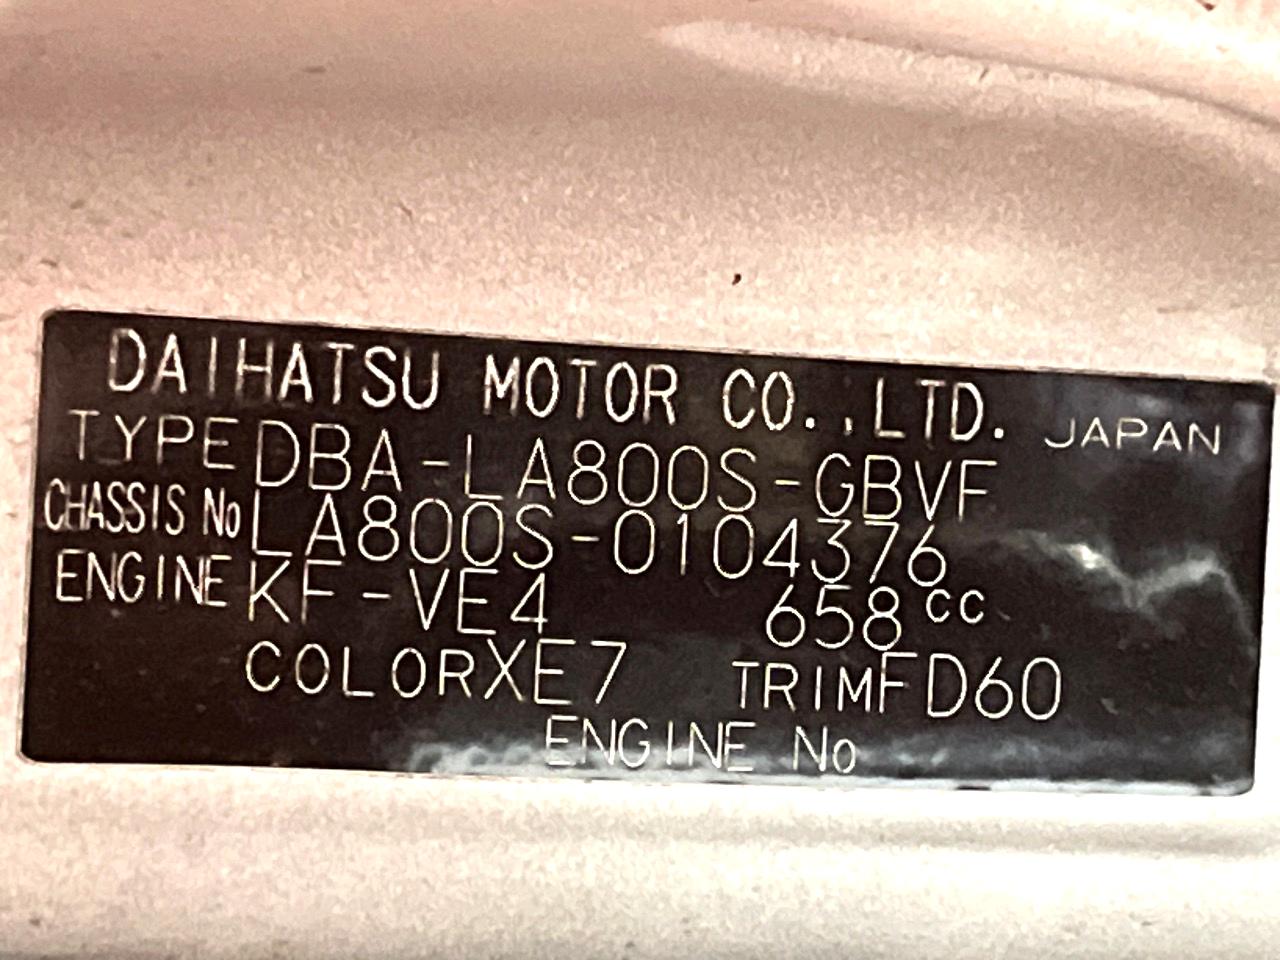 DAIHATSU MOTOR CO.,LTD. JAPAN
TYPE DBA-LA800S-GBVF
CHASSIS No LA800S-0104376
ENGINE KF-VE4 658cc
COLOR XE7 TRIM FD60
ENGINE No